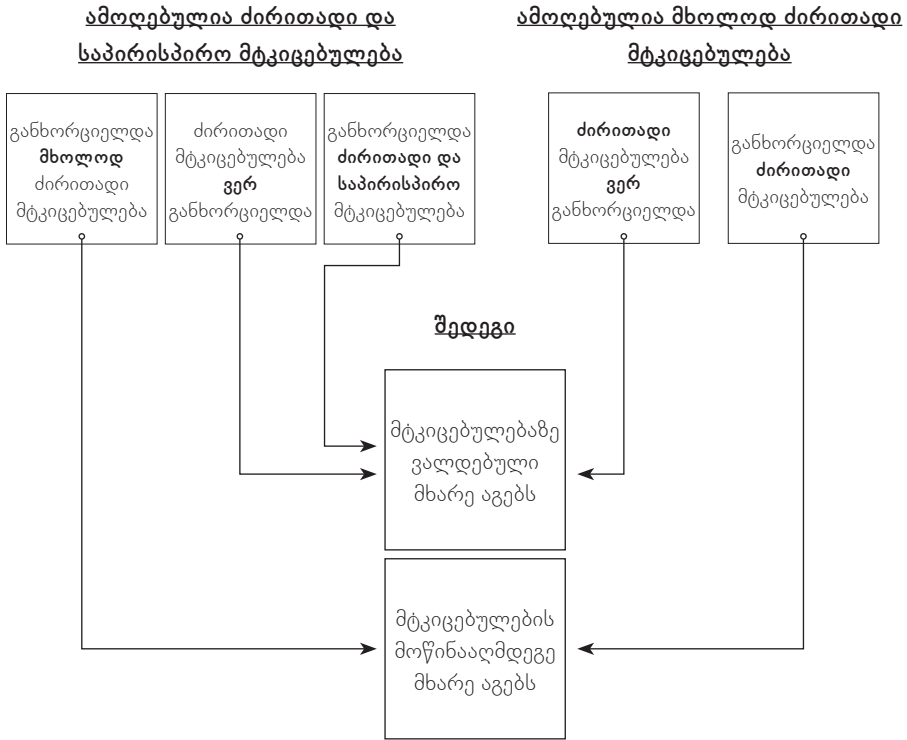 ამოღებულია ძირითადი და
საპირისპირო მტკიცებულება
ამოღებულია მხოლოდ ძირითადი
მტკიცებულება
განხორციელდა
მხოლოდ
ძირითადი
მტკიცებულება
ძირითადი
მტკიცებულება
ვერ
განხორციელდა
განხორციელდა
ძირითადი და
საპირისპირო
მტკიცებულება
ძირითადი
მტკიცებულება
ვერ
განხორციელდა
განხორციელდა
ძირითადი
მტკიცებულება
შედეგი
მტკიცებულებაზე
ვალდებული
მხარე აგებს
მტკიცებულების
მოწინააღმდეგე
მხარე აგებს